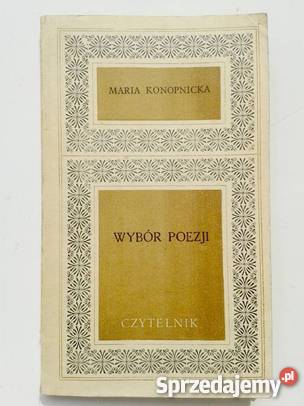 MARIA KONOPNICKA
WYBÓR POEZJI
CZYTELNIK
Sprzedajemy.pl